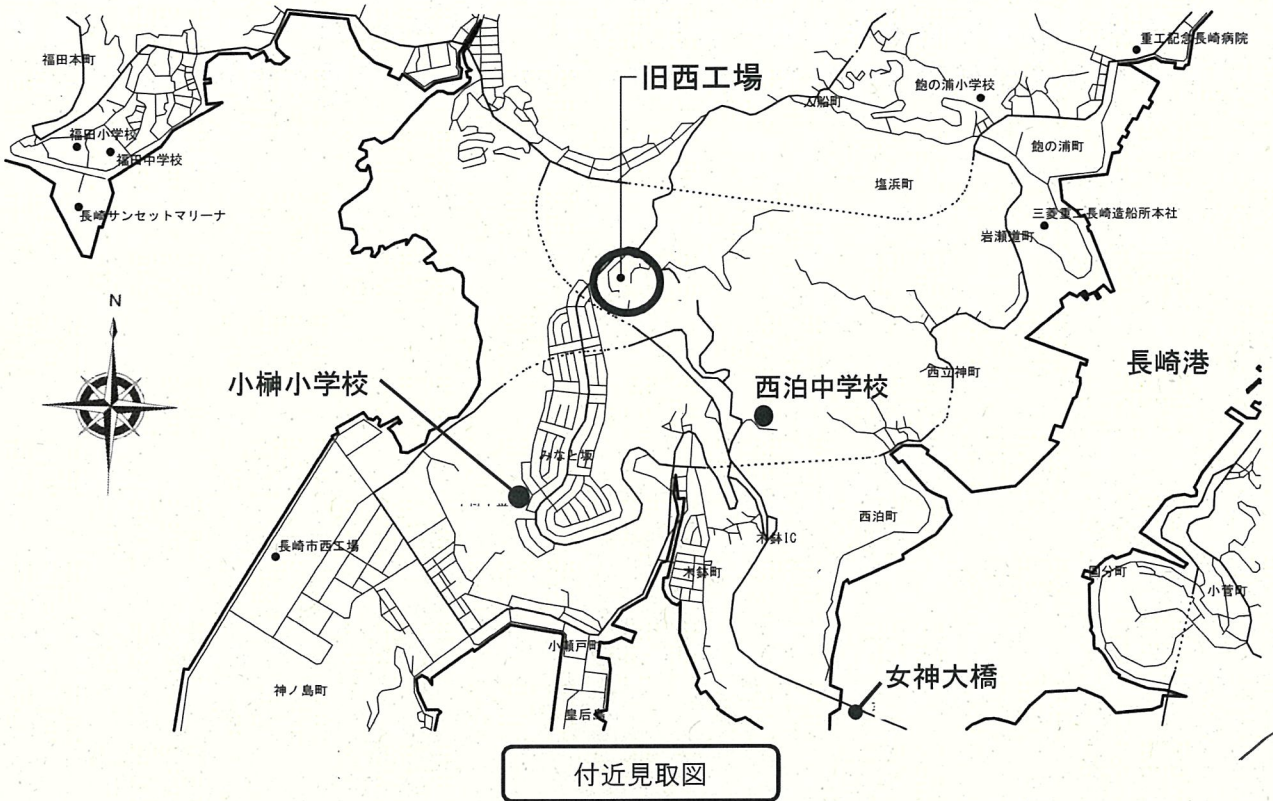 福田本町
重工記念長崎病院
旧西工場
入船町
飽の浦小学校
福田小学校
福田中学校
飽の浦町
塩浜町
長崎サンセットマリーナ
三菱重工長崎造船所本社
岩瀬道町
N
長崎港
小榊小学校
西泊中学校
西立神町
みなと坂
西泊町
木鉢IC
長崎市西工場
木鉢町
国分町
小菅町
小瀬戸町
女神大橋
神ノ島町
皇后島
付近見取図